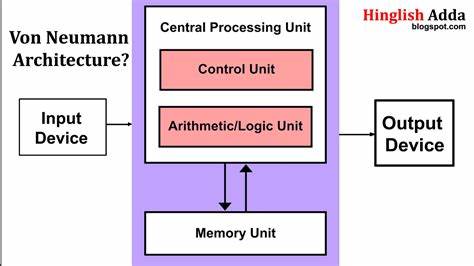 Von Neumann
Architecture?
Central Processing Unit
Hinglish Adda
blogspot.com
Control Unit
Input
Device
Arithmetic/Logic Unit
Output
Device
Memory Unit